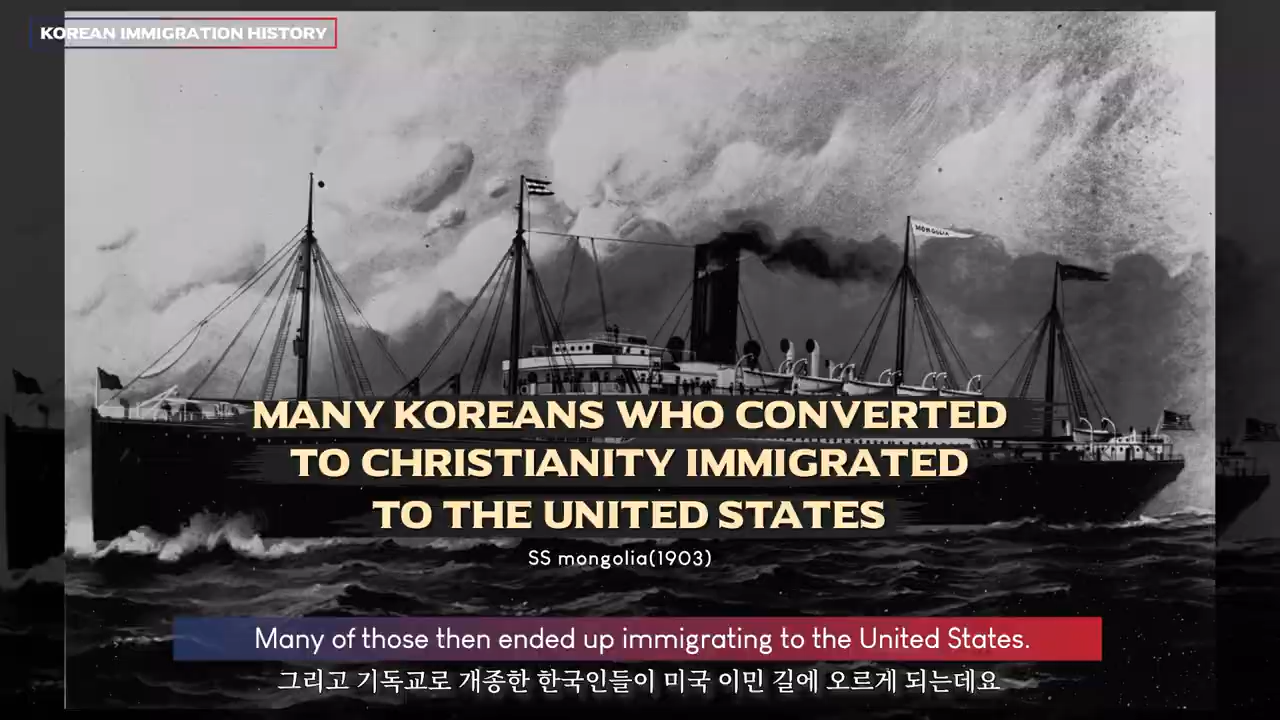 KOREAN IMMIGRATION HISTORY
MONGOLIA
MANY KOREANS WHO CONVERTED
TO CHRISTIANITY IMMIGRATED
TO THE UNITED STATES
SS mongolia(1903)
Many of those then ended up immigrating to the United States.
그리고 기독교로 개종한 한국인들이 미국 이민 길에 오르게 되는데요